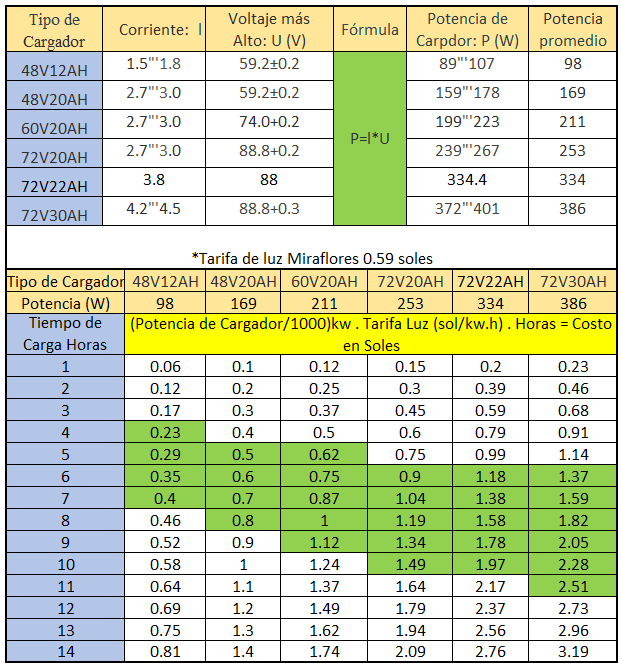 Tipo de Cargador Corriente: I Voltaje más Alto: U (V) Fórmula Potencia de Carpdor: P (W) Potencia promedio
48V12AH 1.5"'1.8 59.2±0.2 89"'107 98
48V20AH 2.7"'3.0 59.2±0.2 159"'178 169
60V20AH 2.7"'3.0 74.0+0.2 199"'223 211
72V20AH 2.7"'3.0 88.8+0.2 P=l*U 239"'267 253
72V22AH 3.8 88 334.4 334
72V30AH 4.2"'4.5 88.8+0.3 372"'401 386
*Tarifa de luz Miraflores 0.59 soles
Tipo de Cargador 48V12AH 48V20AH 60V20AH 72V20AH 72V22AH 72V30AH
Potencia (W) 98 169 211 253 334 386
Tiempo de Carga Horas (Potencia de Cargador/1000)kw . Tarifa Luz (sol/kw.h) . Horas = Costo en Soles
1 0.06 0.1 0.12 0.15 0.2 0.23
2 0.12 0.2 0.25 0.3 0.39 0.46
3 0.17 0.3 0.37 0.45 0.59 0.68
4 0.23 0.4 0.5 0.6 0.79 0.91
5 0.29 0.5 0.62 0.75 0.99 1.14
6 0.35 0.6 0.75 0.9 1.18 1.37
7 0.4 0.7 0.87 1.04 1.38 1.59
8 0.46 0.8 1 1.19 1.58 1.82
9 0.52 0.9 1.12 1.34 1.78 2.05
10 0.58 1 1.24 1.49 1.97 2.28
11 0.64 1.1 1.37 1.64 2.17 2.51
12 0.69 1.2 1.49 1.79 2.37 2.73
13 0.75 1.3 1.62 1.94 2.56 2.96
14 0.81 1.4 1.74 2.09 2.76 3.19